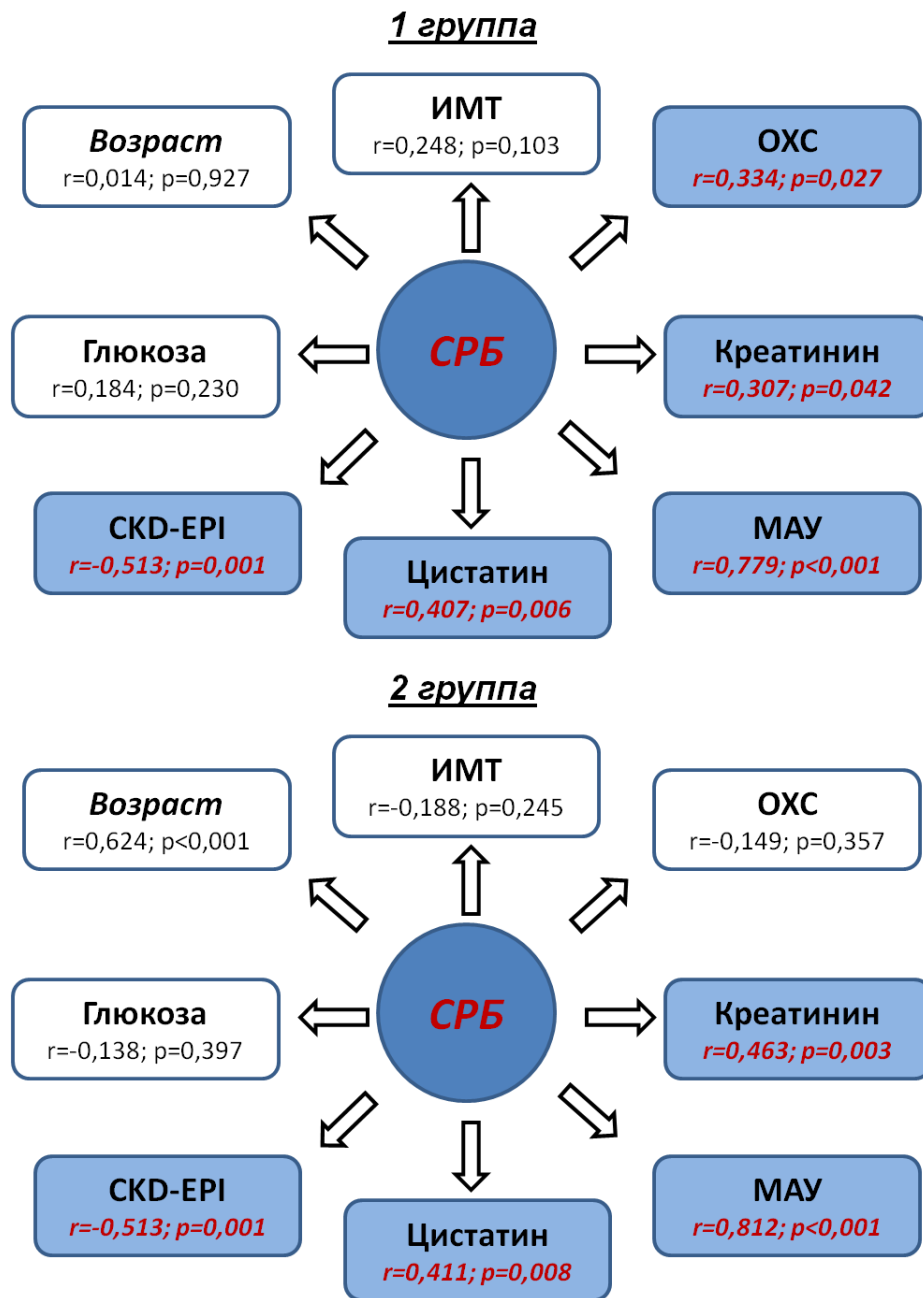 1 группа
ИМТ
r=0,248; p=0,103
Возраст
r=0,014; p=0,927
ОХС
r=0,334; p=0,027
Глюкоза
r=0,184; p=0,230
СРБ
Креатинин
r=0,307; p=0,042
CKD-EPI
r=-0,513; p=0,001
Цистатин
r=0,407; p=0,006
МАУ
r=0,779; p<0,001
2 группа
ИМТ
r=-0,188; p=0,245
Возраст
r=0,624; p<0,001
ОХС
r=-0,149; p=0,357
Глюкоза
r=-0,138; p=0,397
СРБ
Креатинин
r=0,463; p=0,003
CKD-EPI
r=-0,513; p=0,001
Цистатин
r=0,411; p=0,008
МАУ
r=0,812; p<0,001